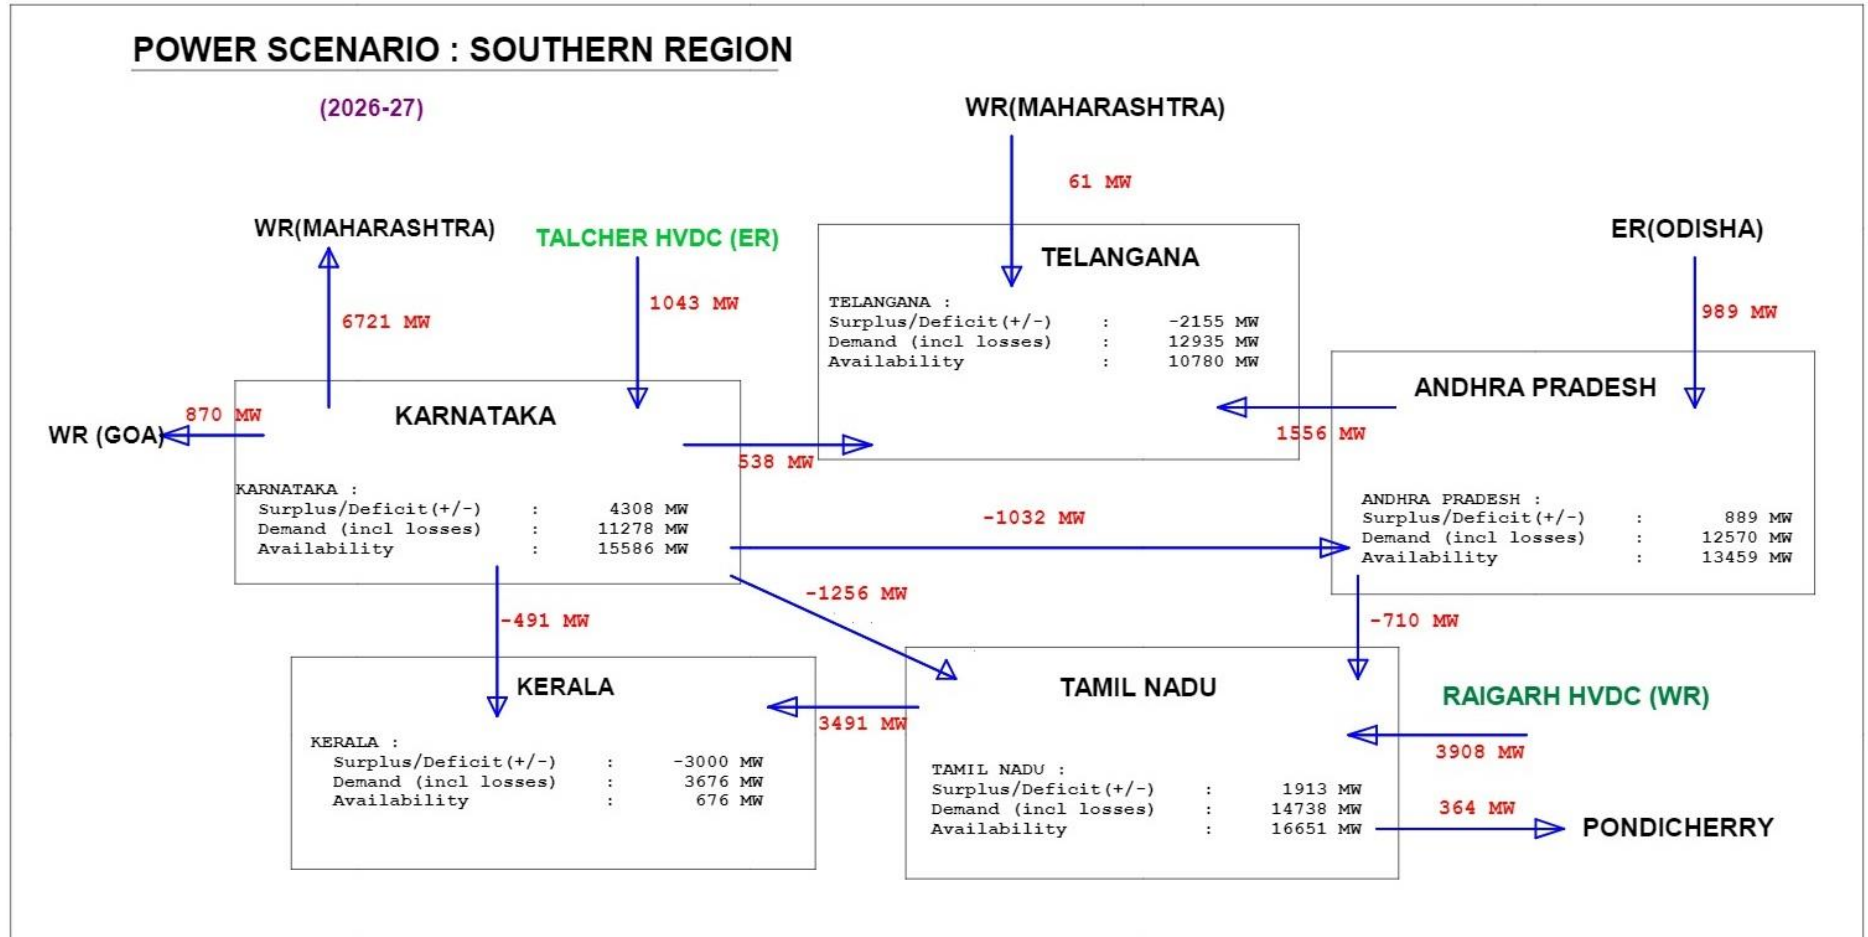 POWER SCENARIO : SOUTHERN REGION
(2026-27)
WR(MAHARASHTRA)
61 MW
WR(MAHARASHTRA)
TALCHER HVDC (ER)
ER(ODISHA)
6721 MW
1043 MW
989 MW
TELANGANA
TELANGANA :
Surplus/Deficit(+/-) : -2155 MW
Demand (incl losses) : 12935 MW
Availability : 10780 MW
870 MW
WR (GOA)
KARNATAKA
538 MW
1556 MW
ANDHRA PRADESH
KARNATAKA :
Surplus/Deficit(+/-) : 4308 MW
Demand (incl losses) : 11278 MW
Availability : 15586 MW
-1032 MW
ANDHRA PRADESH :
Surplus/Deficit(+/-) : 889 MW
Demand (incl losses) : 12570 MW
Availability : 13459 MW
-491 MW
-1256 MW
-710 MW
KERALA
3491 MW
KERALA :
Surplus/Deficit(+/-) : -3000 MW
Demand (incl losses) : 3676 MW
Availability : 676 MW
TAMIL NADU
RAIGARH HVDC (WR)
3908 MW
TAMIL NADU :
Surplus/Deficit(+/-) : 1913 MW
Demand (incl losses) : 14738 MW
Availability : 16651 MW
364 MW
PONDICHERRY